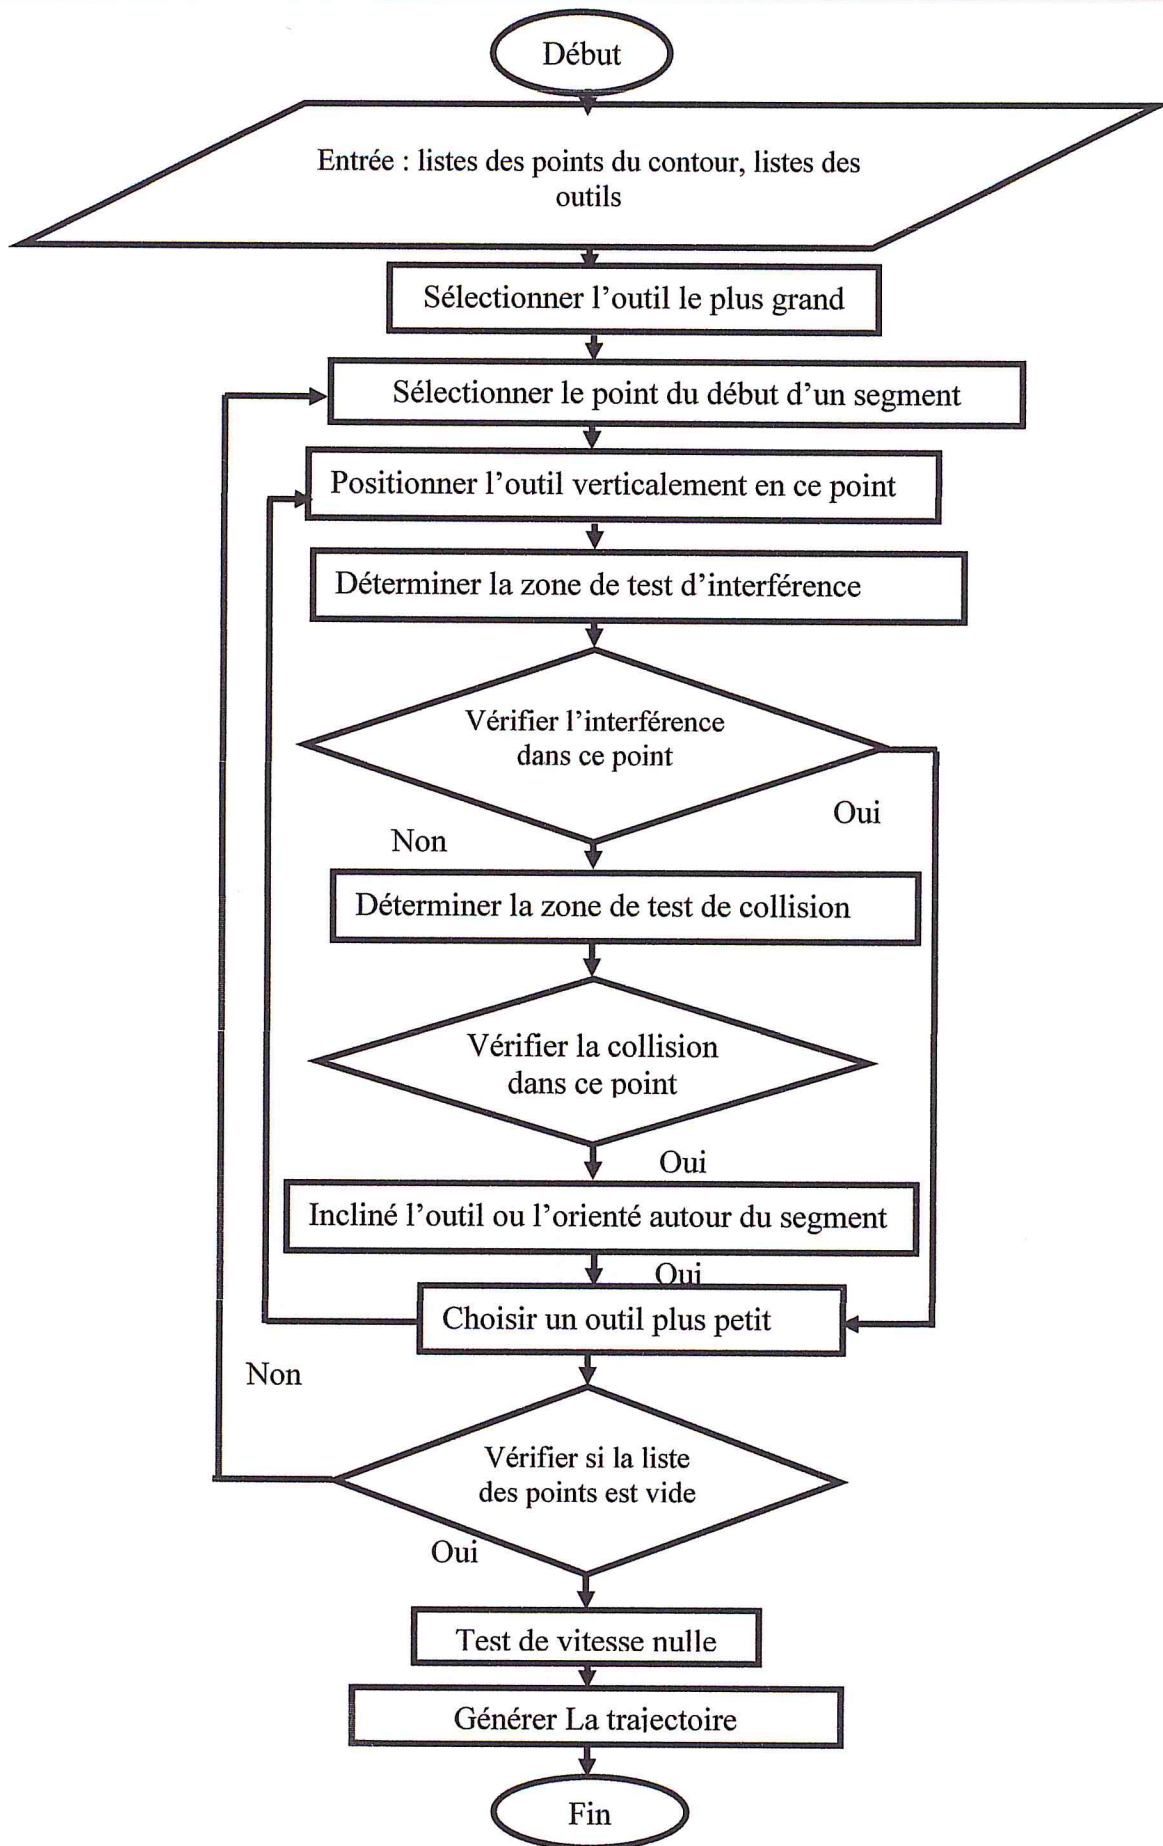 Début
Entrée : listes des points du contour, listes des
outils
Sélectionner l’outil le plus grand
Sélectionner le point du début d’un segment
Positionner l’outil verticalement en ce point
Déterminer la zone de test d’interférence
Vérifier l’interférence
dans ce point
Oui
Non
Déterminer la zone de test de collision
Vérifier la collision
dans ce point
Oui
Incliné l’outil ou l’orienté autour du segment
Oui
Choisir un outil plus petit
Non
Vérifier si la liste
des points est vide
Oui
Test de vitesse nulle
Générer La trajectoire
Fin